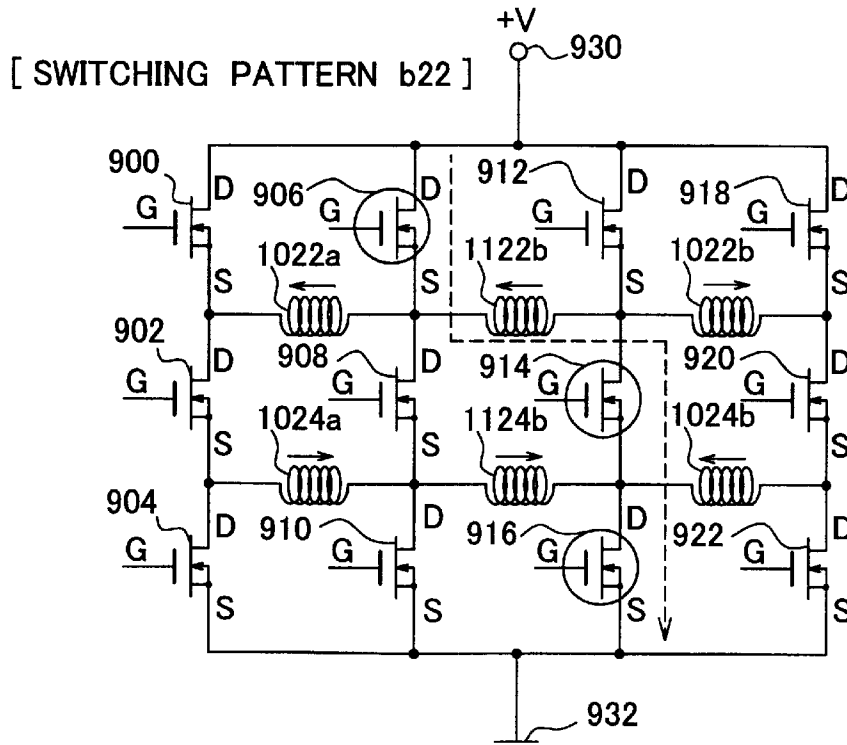 +V
930
[ SWITCHING PATTERN b22 ]
900
906
912
918
D
D
D
D
G
G
G
G
S
S
S
S
1022a
1122b
1022b
902
908
914
920
D
D
D
D
G
G
G
G
S
S
S
S
1024a
1124b
1024b
904
910
916
922
D
D
D
D
G
G
G
G
S
S
S
S
932